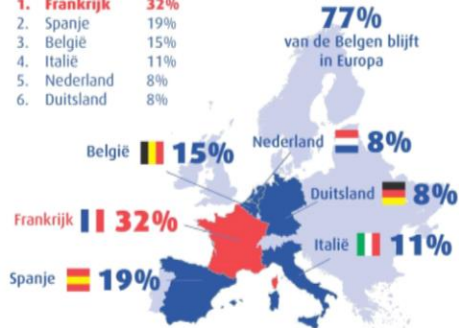 1. Frankrijk 32%
2. Spanje 19%
3. België 15%
4. Italië 11%
5. Nederland 8%
6. Duitsland 8%
77%
van de Belgen blijft
in Europa
Nederland 8%
België 15%
Duitsland 8%
Frankrijk 32%
Italië 11%
Spanje 19%